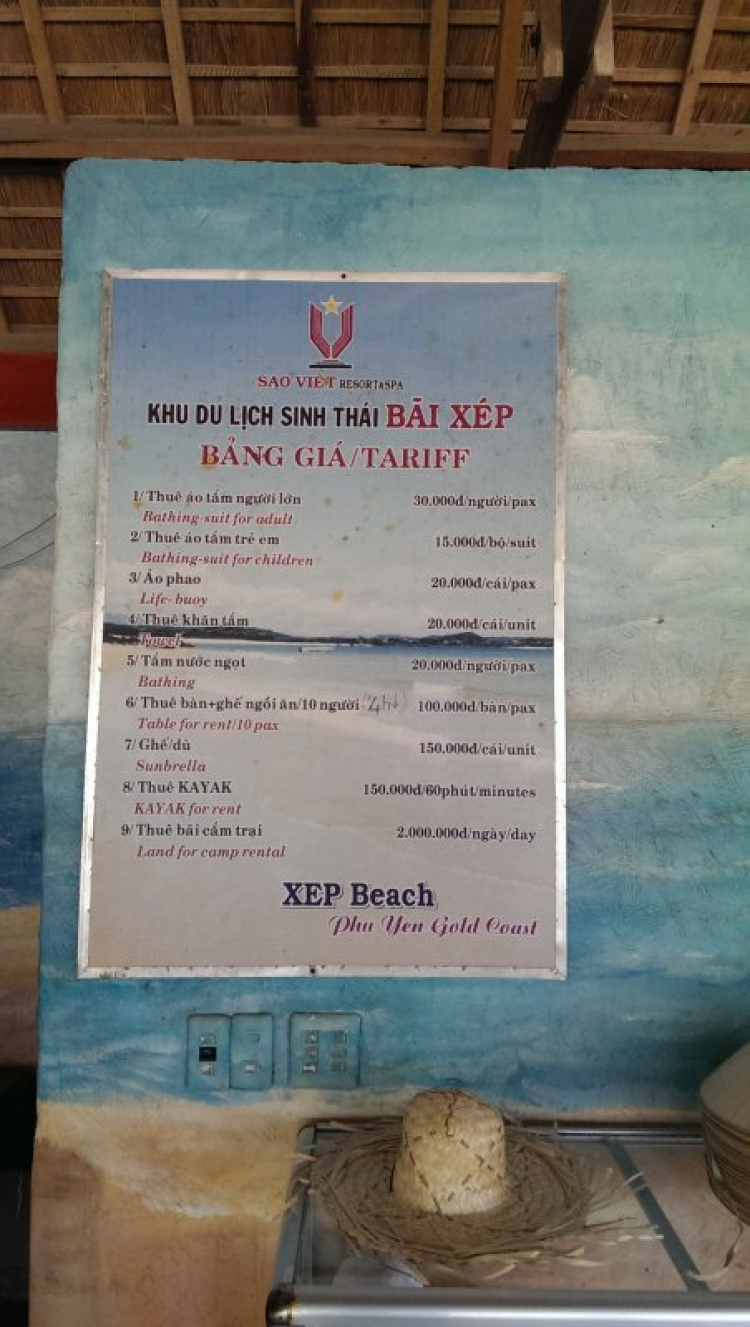 SAO VIỆT RESORT&SPA
KHU DU LỊCH SINH THÁI BÃI XÉP
BẢNG GIÁ/TARIFF
1/ Thuê áo tắm người lớn 30.000đ/người/pax
Bathing-suit for adult
2/ Thuê áo tắm trẻ em 15.000đ/bộ/suit
Bathing-suit for children
3/ Áo phao 20.000đ/cái/pax
Life- buoy
4/ Thuê khăn tắm 20.000đ/cái/unit
Towel
5/ Tắm nước ngọt 20.000đ/người/pax
Bathing
6/ Thuê bàn+ghế ngồi ăn/10 người 100.000đ/bàn/pax
Table for rent/10 pax
7/ Ghế/dù 150.000đ/cái/unit
Sunbrella
8/ Thuê KAYAK 150.000đ/60phút/minutes
KAYAK for rent
9/ Thuê bãi cắm trại 2.000.000đ/ngày/day
Land for camp rental
XEP Beach
Phu Yen Gold Coast